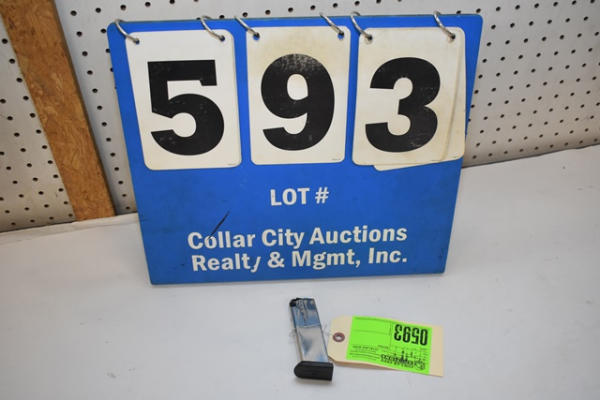 593
LOT #
Collar City Auctions
Realty & Mgmt, Inc.
0593